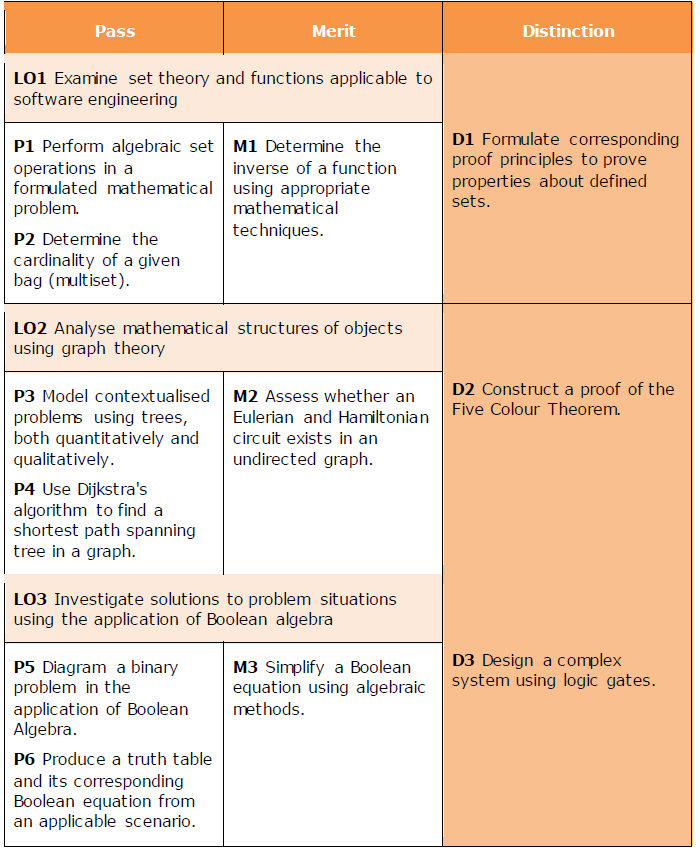 Pass
Merit
Distinction
LO1 Examine set theory and functions applicable to
software engineering
P1 Perform algebraic set
operations in a
formulated mathematical
problem.
P2 Determine the
cardinality of a given
bag (multiset).
M1 Determine the
inverse of a function
using appropriate
mathematical
techniques.
D1 Formulate corresponding
proof principles to prove
properties about defined
sets.
LO2 Analyse mathematical structures of objects
using graph theory
P3 Model contextualised
problems using trees,
both quantitatively and
qualitatively.
P4 Use Dijkstra's
algorithm to find a
shortest path spanning
tree in a graph.
M2 Assess whether an
Eulerian and Hamiltonian
circuit exists in an
undirected graph.
D2 Construct a proof of the
Five Colour Theorem.
LO3 Investigate solutions to problem situations
using the application of Boolean algebra
P5 Diagram a binary
problem in the
application of Boolean
Algebra.
P6 Produce a truth table
and its corresponding
Boolean equation from
an applicable scenario.
M3 Simplify a Boolean
equation using algebraic
methods.
D3 Design a complex
system using logic gates.